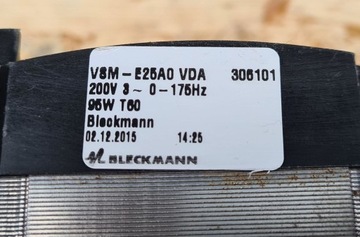 VSM-E25A0 VDA 306101
200V 3~ 0-175Hz
95W T60
Bleckmann
02.12.2015 14:25
BLECKMANN